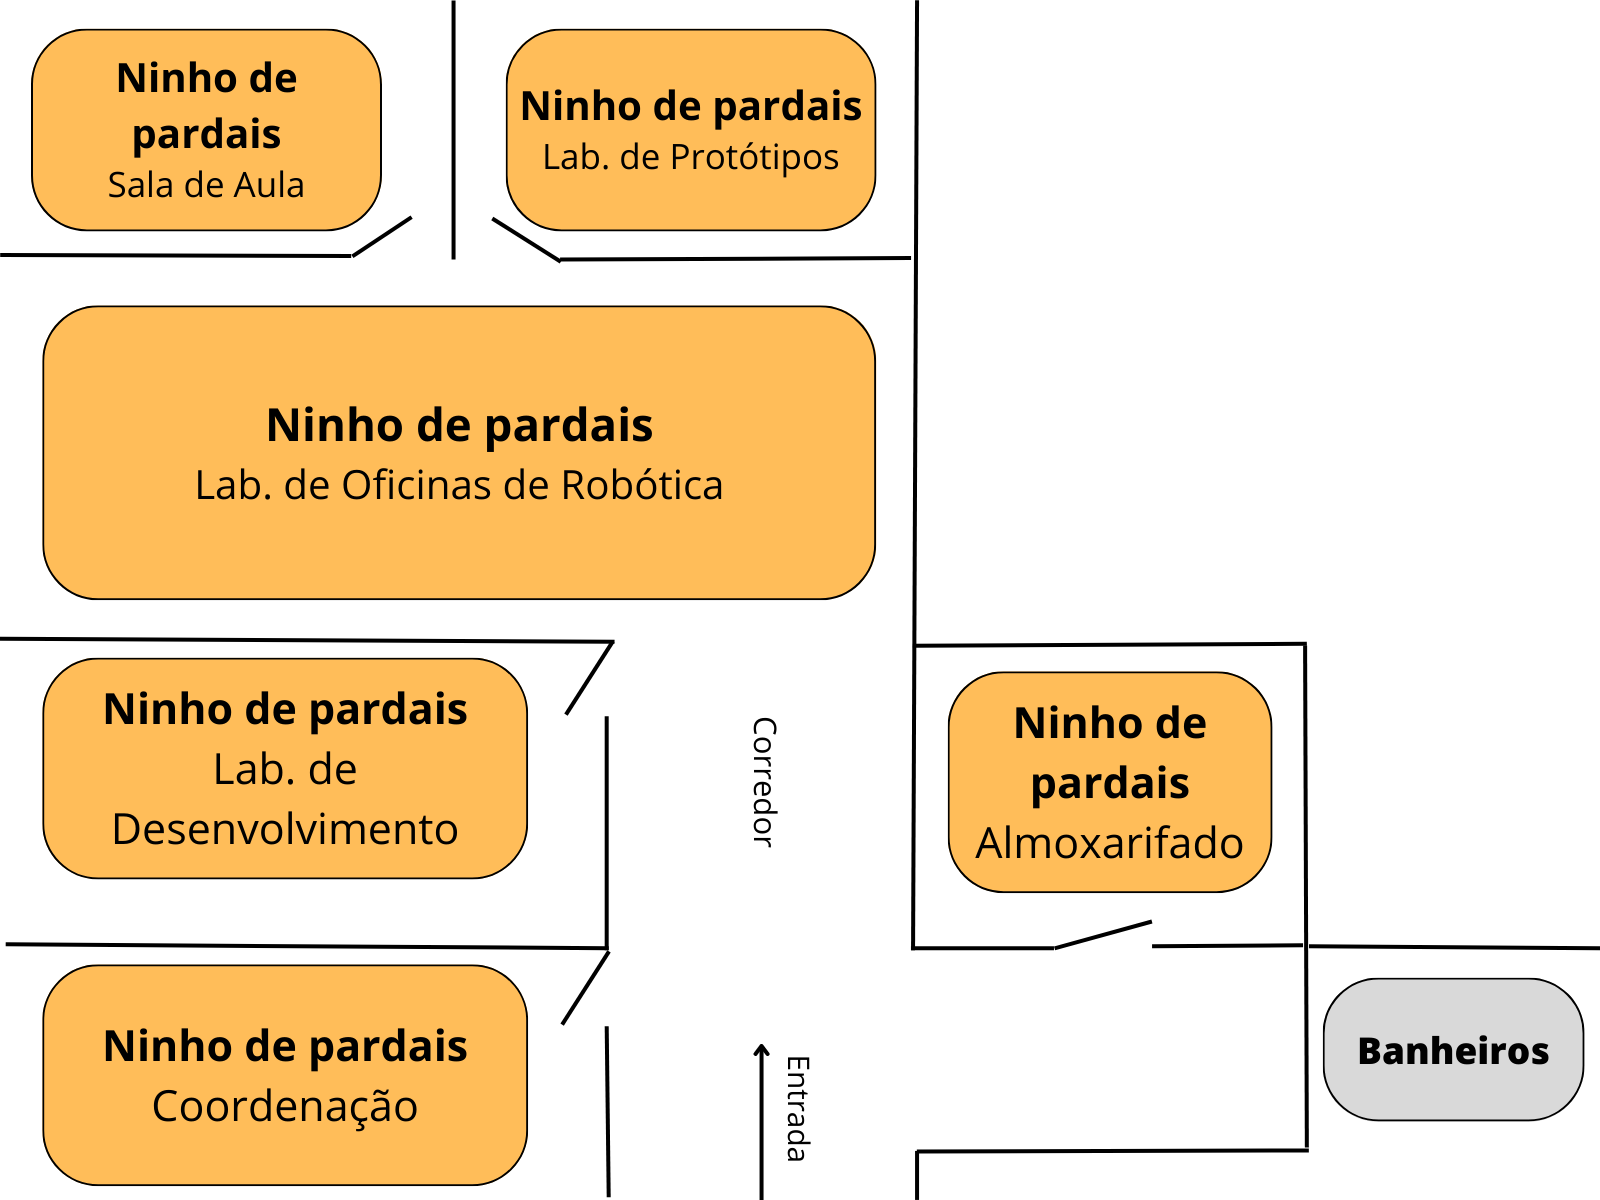 Ninho de
pardais
Sala de Aula
Ninho de pardais
Lab. de Protótipos
Ninho de pardais
Lab. de Oficinas de Robótica
Ninho de pardais
Lab. de
Desenvolvimento
Corredor
Ninho de
pardais
Almoxarifado
Ninho de pardais
Coordenação
Entrada
Banheiros